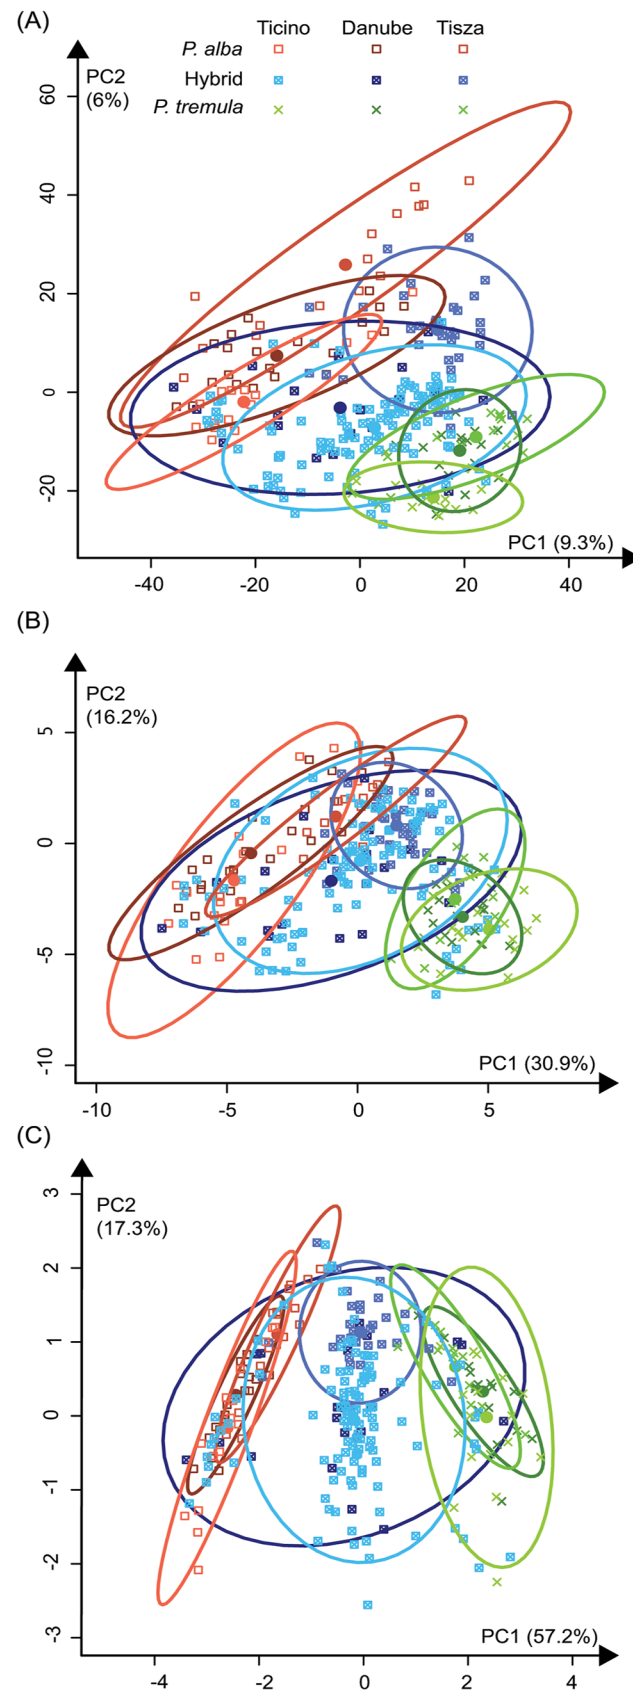 (A)
Ticino Danube Tisza
P. alba
Hybrid
P. tremula
PC2
(6%)
60
40
20
0
-20
PC1 (9.3%)
-40 -20 0 20 40
(B)
PC2
(16.2%)
5
0
-5
-10
PC1 (30.9%)
-10 -5 0 5
(C)
PC2
(17.3%)
3
2
1
0
-1
-2
-3
PC1 (57.2%)
-4 -2 0 2 4